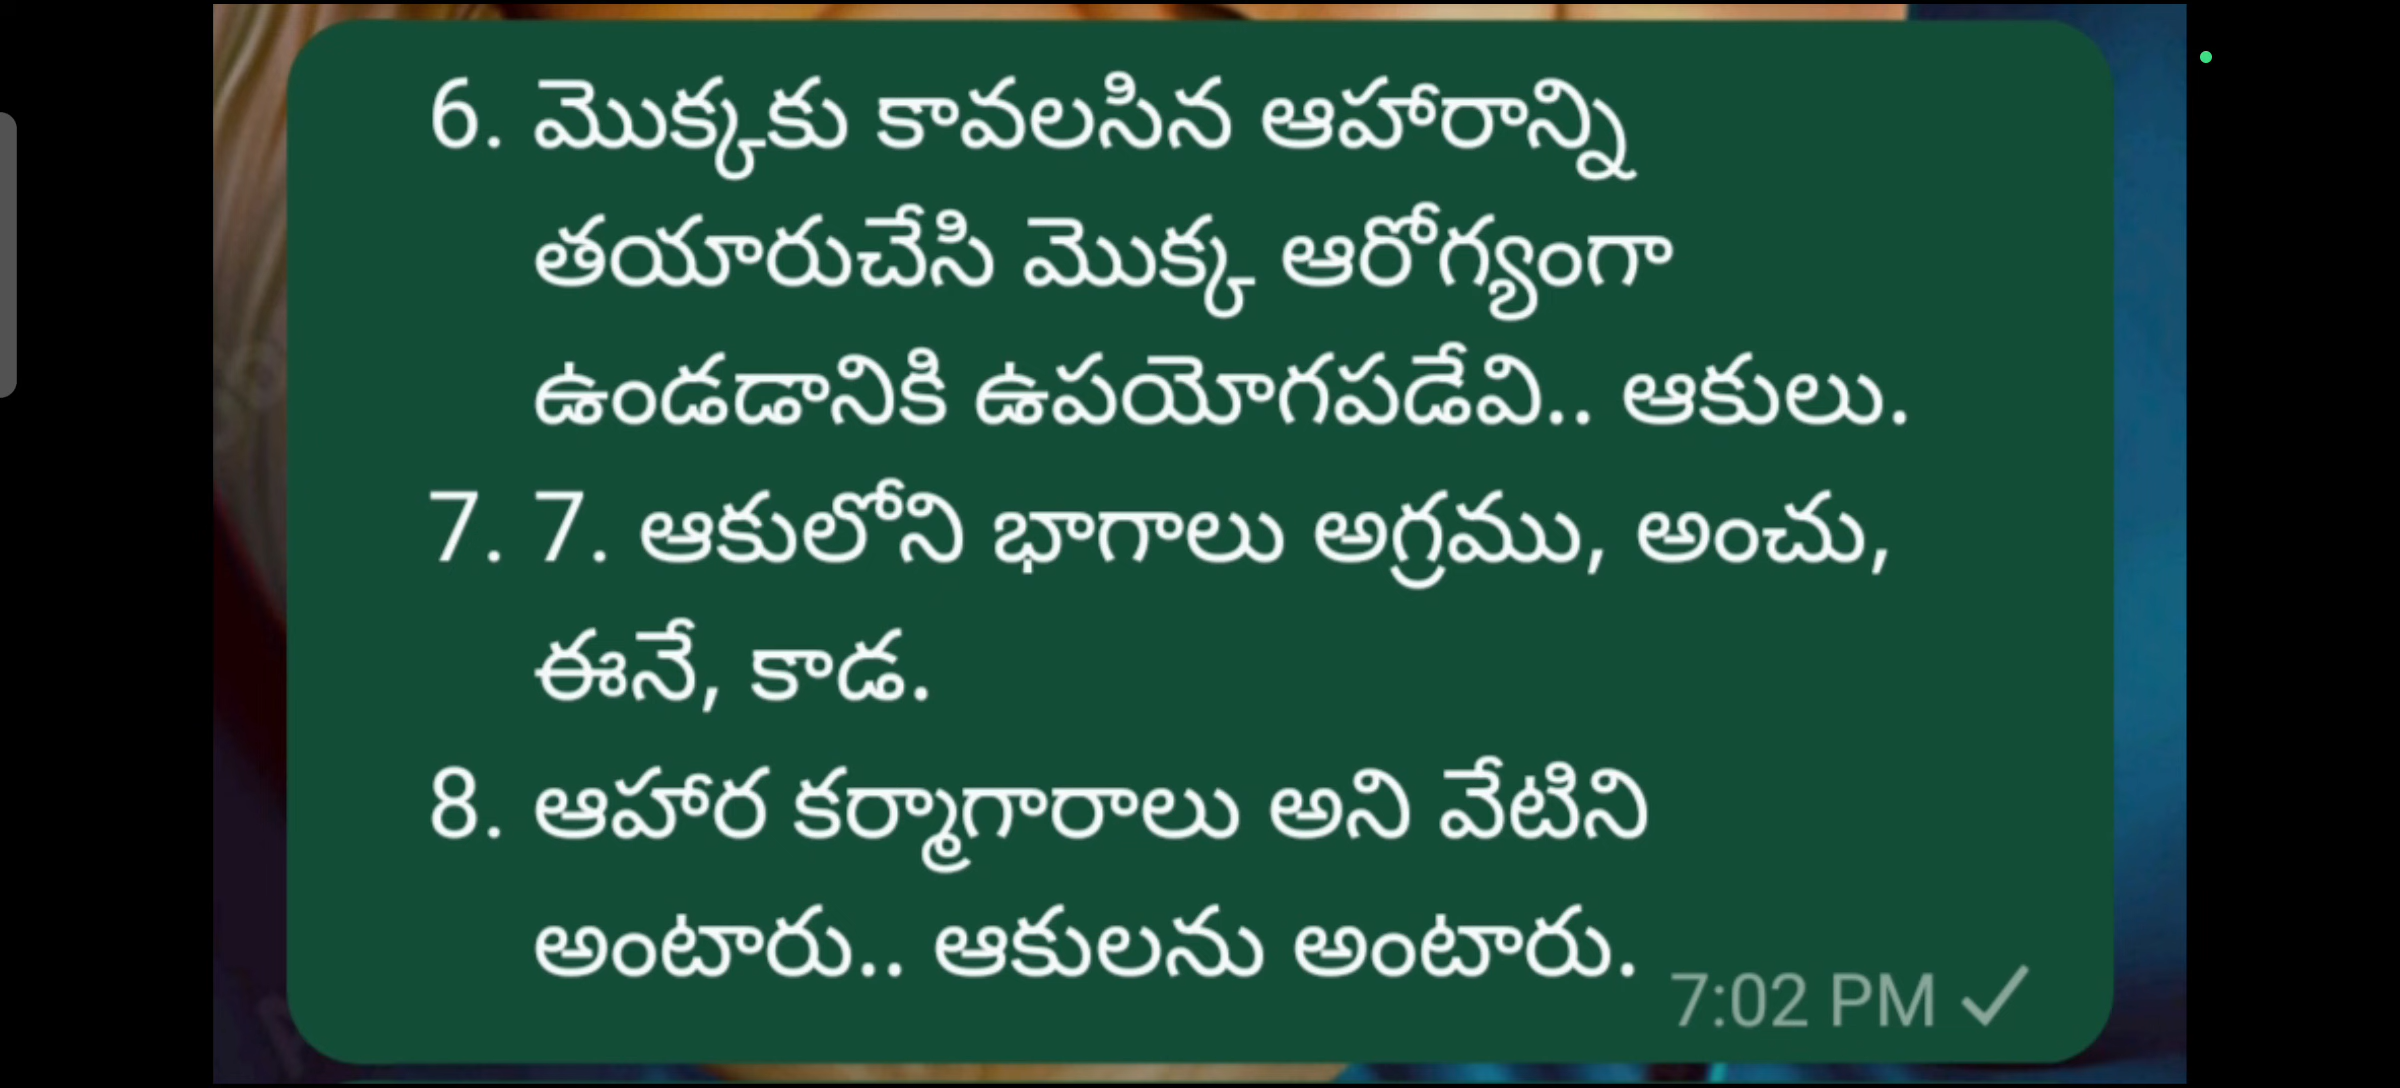 6. మొక్కకు కావలసిన ఆహారాన్ని
తయారుచేసి మొక్క ఆరోగ్యంగా
ఉండడానికి ఉపయోగపడేవి.. ఆకులు.
7. 7. ఆకులోని భాగాలు అగ్రము, అంచు,
ఈనే, కాడ.
8. ఆహార కర్మాగారాలు అని వేటిని
అంటారు.. ఆకులను అంటారు.
7:02 PM